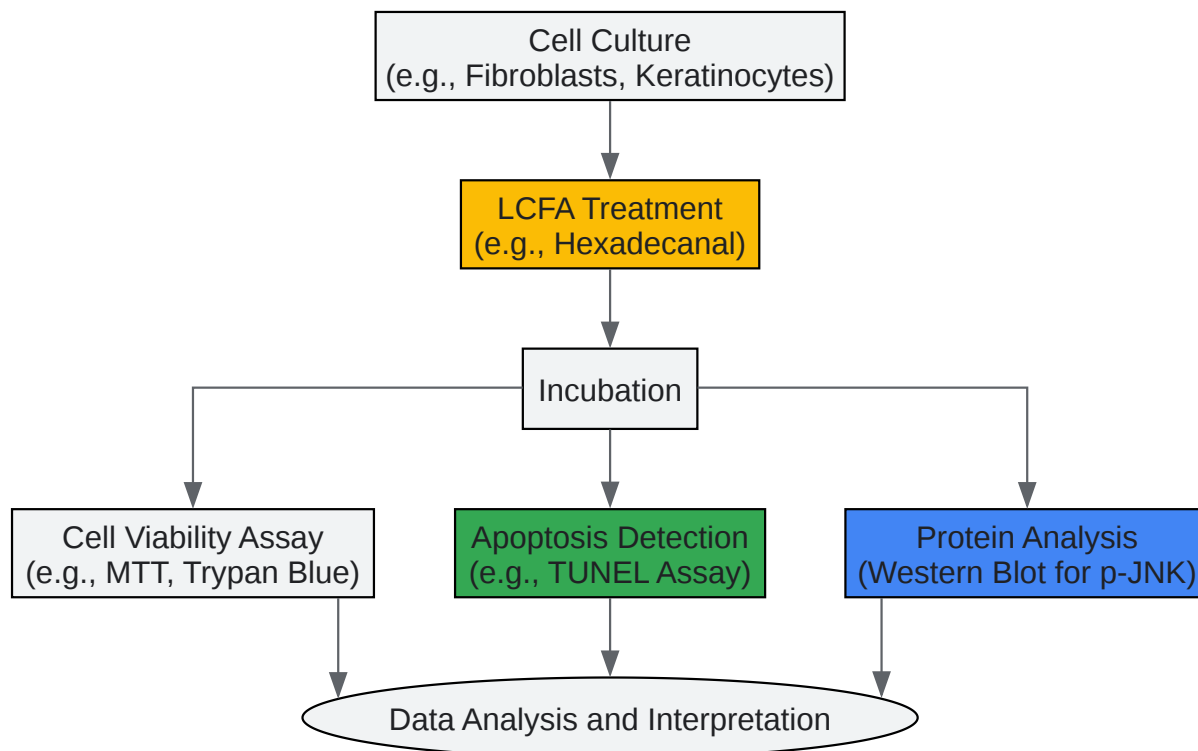 Cell Culture
(e.g., Fibroblasts, Keratinocytes)
LCFA Treatment
(e.g., Hexadecanal)
Incubation
Cell Viability Assay
(e.g., MTT, Trypan Blue)
Apoptosis Detection
(e.g., TUNEL Assay)
Protein Analysis
(Western Blot for p-JNK)
Data Analysis and Interpretation